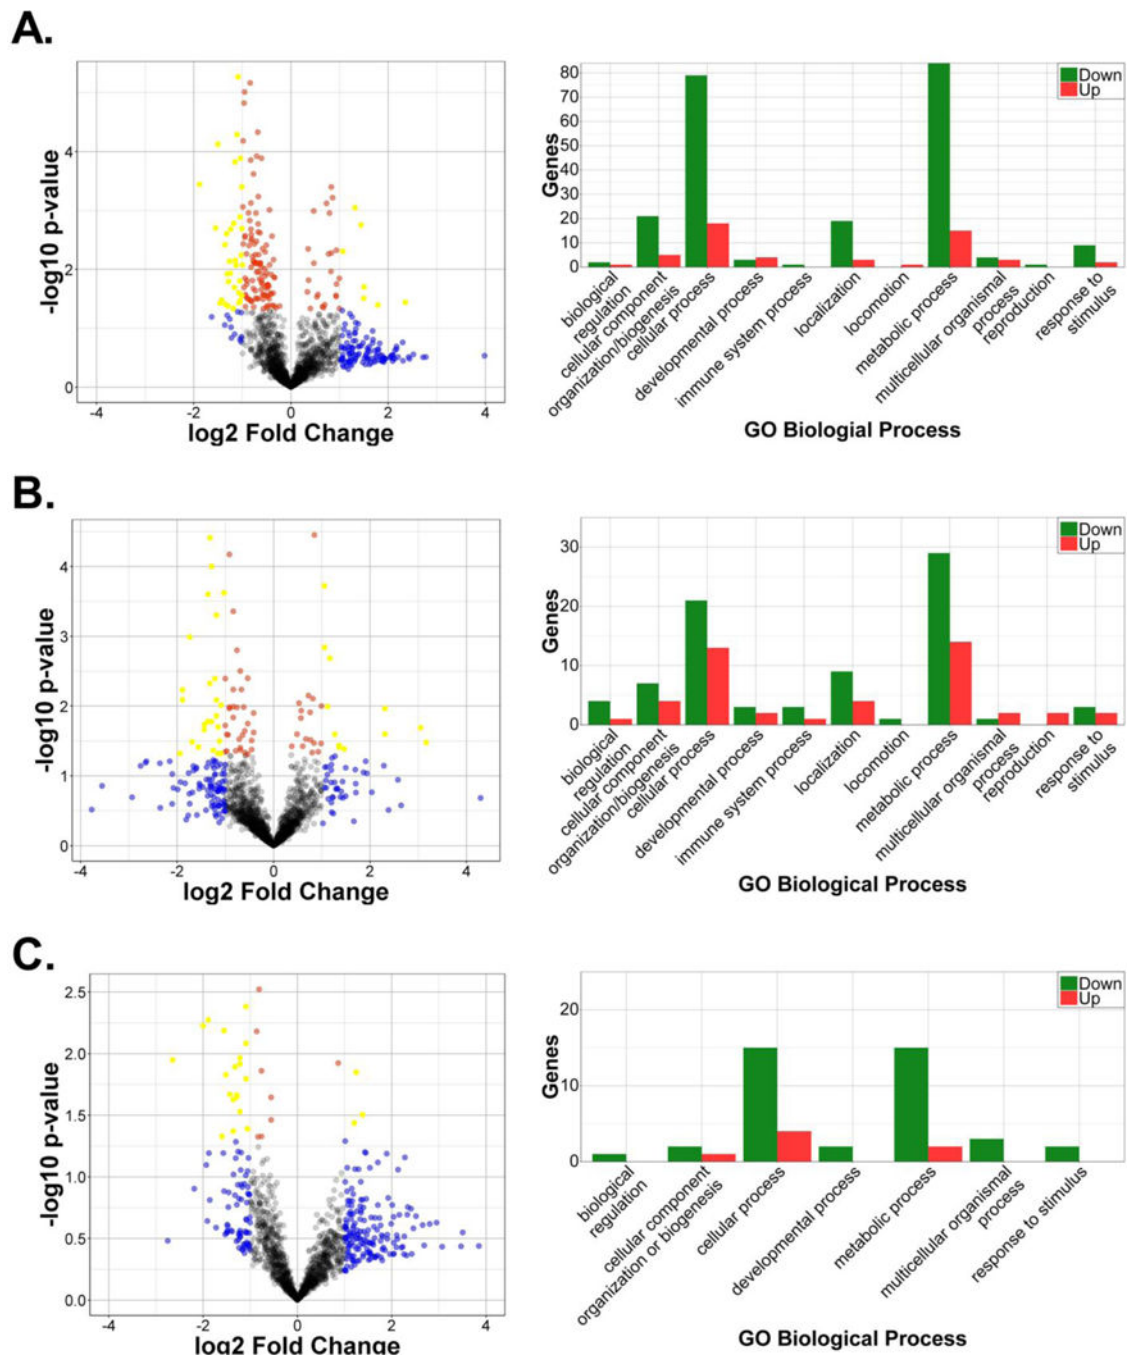 A.
-log10 p-value
4
2
0
-4
-2
0
2
4
log2 Fold Change
Genes
80
70
60
50
40
30
20
10
0
Down
Up
biological
regulation
cellular component
organization/biogenesis
cellular process
developmental process
immune system process
localization
locomotion
metabolic process
multicellular organismal
process
reproduction
response to
stimulus
GO Biologial Process
B.
-log10 p-value
4
3
2
1
0
-4
-2
0
2
4
log2 Fold Change
Genes
30
20
10
0
Down
Up
biological
regulation
cellular component
organization/biogenesis
cellular process
developmental process
immune system process
localization
locomotion
metabolic process
multicellular organismal
process
reproduction
response to
stimulus
GO Biological Process
C.
-log10 p-value
2.5
2.0
1.5
1.0
0.5
0.0
-4
-2
0
2
4
log2 Fold Change
Genes
20
10
0
Down
Up
biological
regulation
cellular component
organization or biogenesis
cellular process
developmental process
metabolic process
multicellular organismal
process
response to stimulus
GO Biological Process